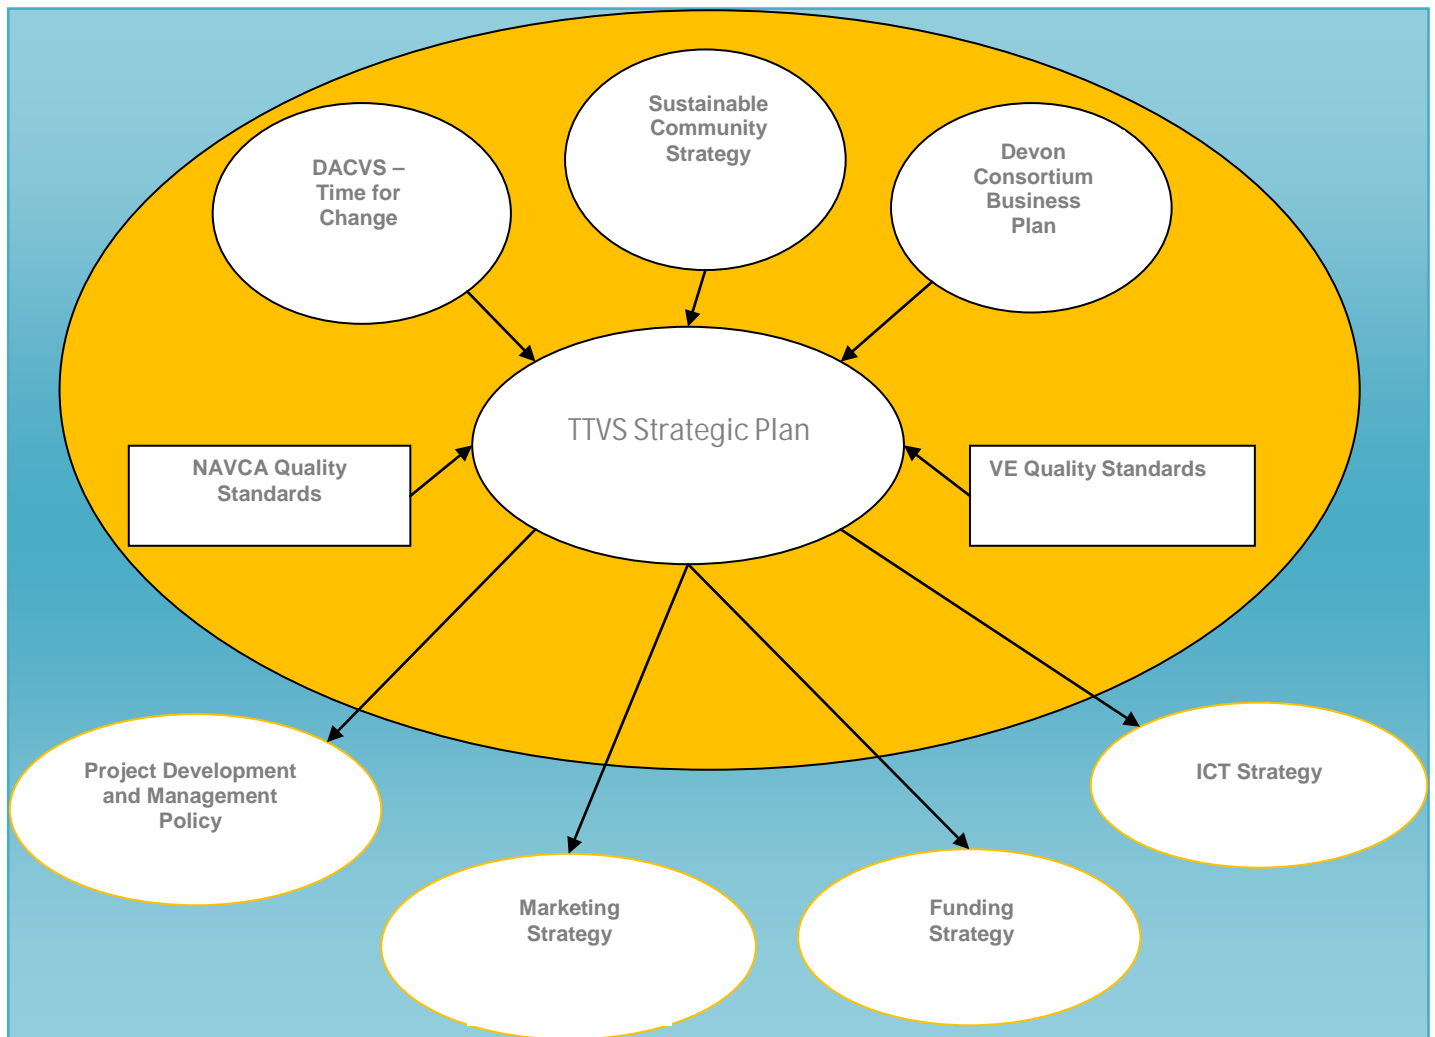 DACVS –
Time for
Change
Sustainable
Community
Strategy
Devon
Consortium
Business
Plan
TTVS Strategic Plan
NAVCA Quality
Standards
VE Quality Standards
Project Development
and Management
Policy
Marketing
Strategy
Funding
Strategy
ICT Strategy